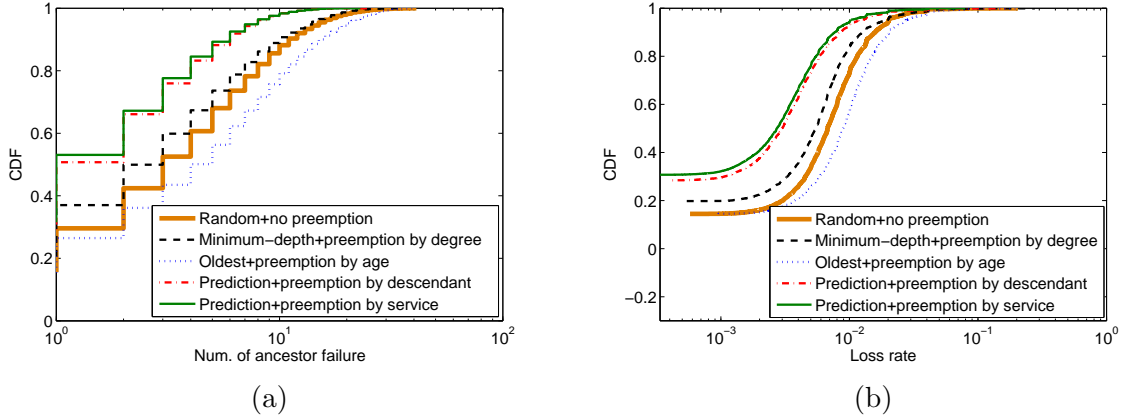 1
0.8
0.6
0.4
0.2
0
CDF
10^0
10^1
10^2
Num. of ancestor failure
Random+no preemption
Minimum−depth+preemption by degree
Oldest+preemption by age
Prediction+preemption by descendant
Prediction+preemption by service
(a)
1
0.8
0.6
0.4
0.2
0
−0.2
CDF
10^−3
10^−2
10^−1
10^0
Loss rate
Random+no preemption
Minimum−depth+preemption by degree
Oldest+preemption by age
Prediction+preemption by descendant
Prediction+preemption by service
(b)